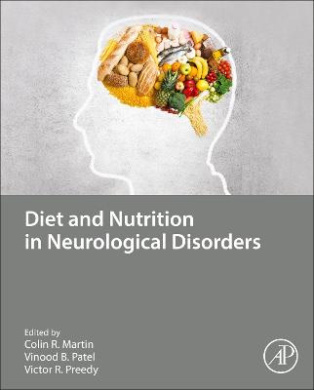 Diet and Nutrition
in Neurological Disorders
Edited by
Colin R. Martin
Vinood B. Patel
Victor R. Preedy
AP